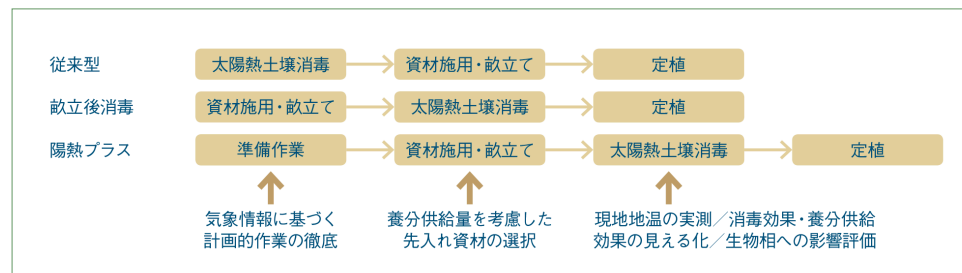 従来型 太陽熱土壌消毒 資材施用・畝立て 定植
畝立後消毒 資材施用・畝立て 太陽熱土壌消毒 定植
陽熱プラス 準備作業 資材施用・畝立て 太陽熱土壌消毒 定植
気象情報に基づく
計画的作業の徹底
養分供給量を考慮した
先入れ資材の選択
現地地温の実測／消毒効果・養分供給
効果の見える化／生物相への影響評価